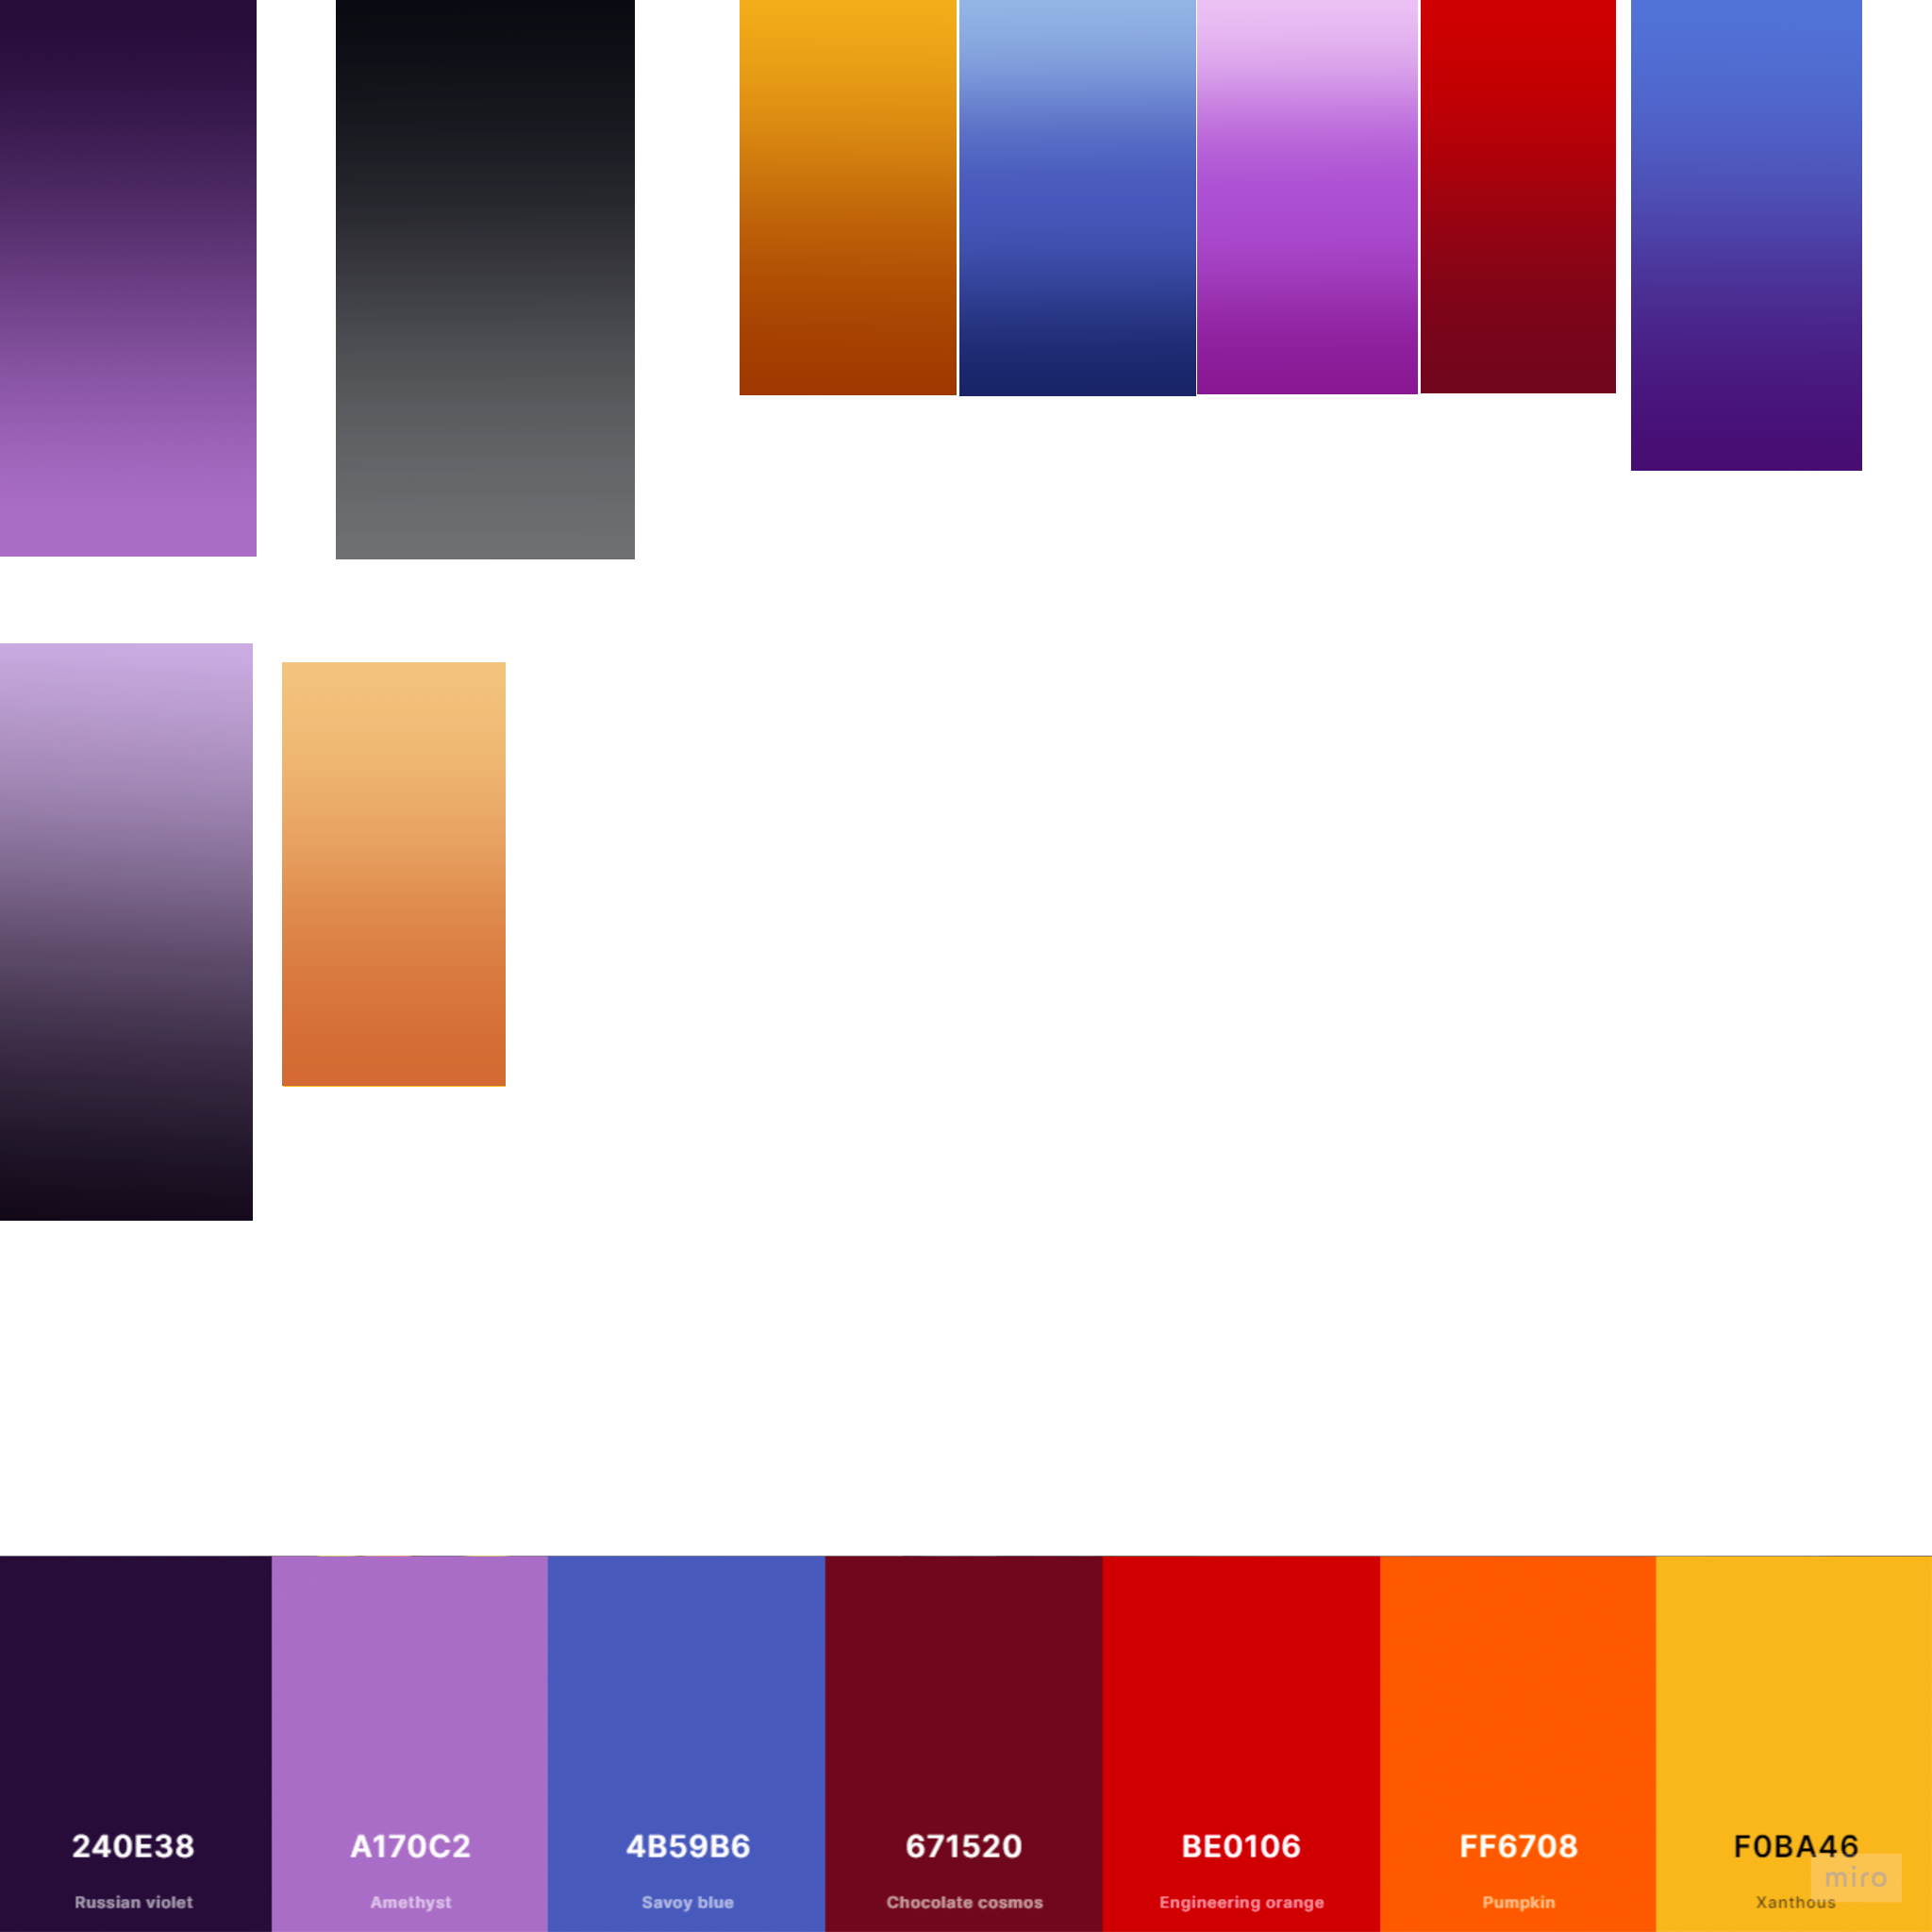 240E38
Russian violet
A170C2
Amethyst
4B59B6
Savoy blue
671520
Chocolate cosmos
BE0106
Engineering orange
FF6708
Pumpkin
F0BA46
Xanthous
miro